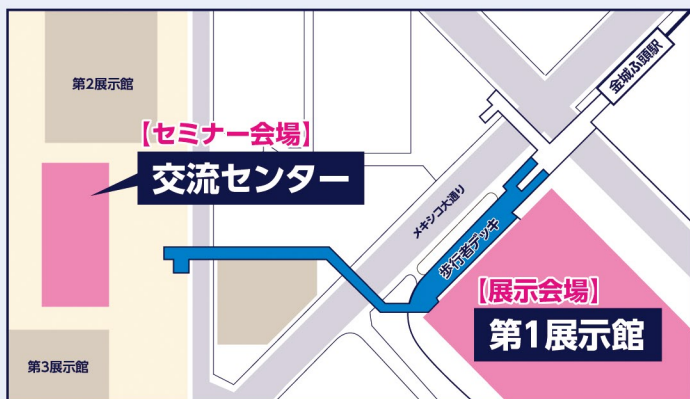 金城ふ頭駅
第2展示館
【セミナー会場】
交流センター
メキシコ大通り
歩行者デッキ
【展示会場】
第1展示館
第3展示館